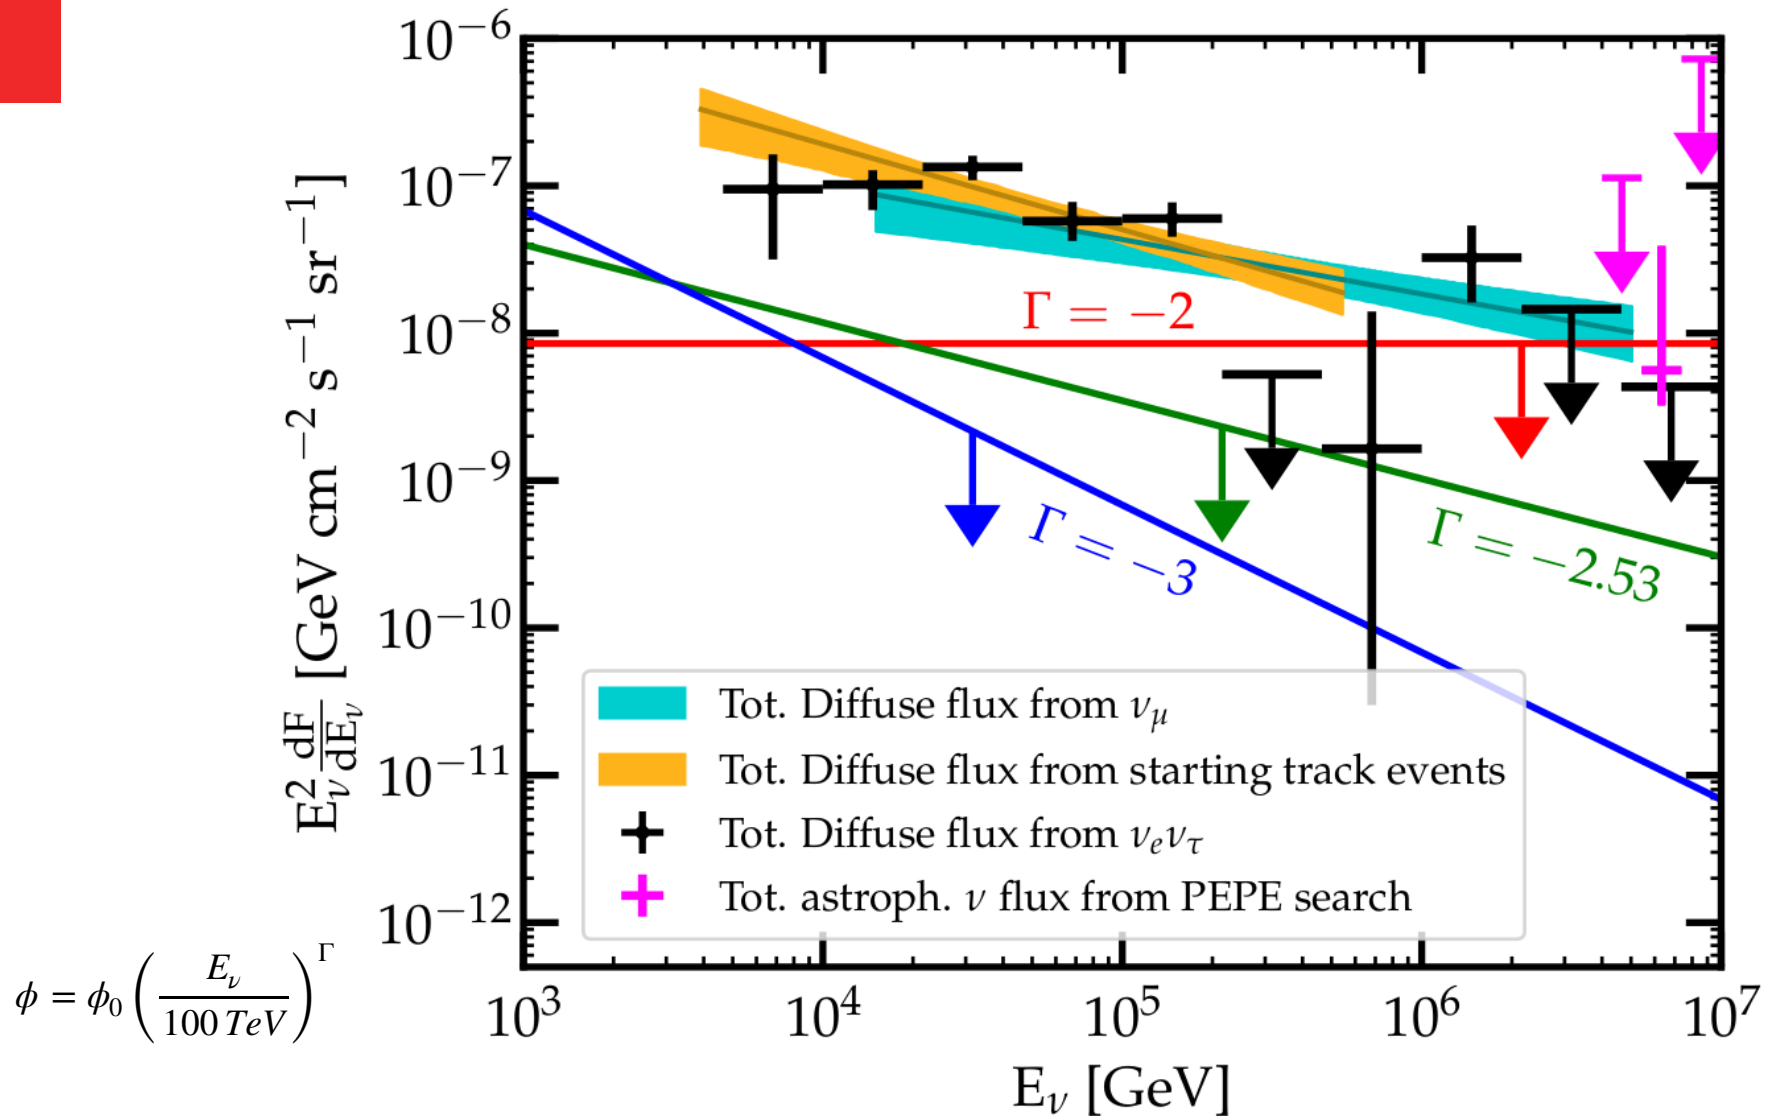 10^{-6}
10^{-7}
10^{-8}
10^{-9}
10^{-10}
10^{-11}
10^{-12}
E_ν^2 dF/dE_ν [GeV cm^{-2} s^{-1} sr^{-1}]
Γ = −2
Γ = −3
Γ = −2.53
Tot. Diffuse flux from ν_μ
Tot. Diffuse flux from starting track events
Tot. Diffuse flux from ν_eν_τ
Tot. astroph. ν flux from PEPE search
ϕ = ϕ_0 (E_ν / 100 TeV)^Γ
10^3 10^4 10^5 10^6 10^7
E_ν [GeV]